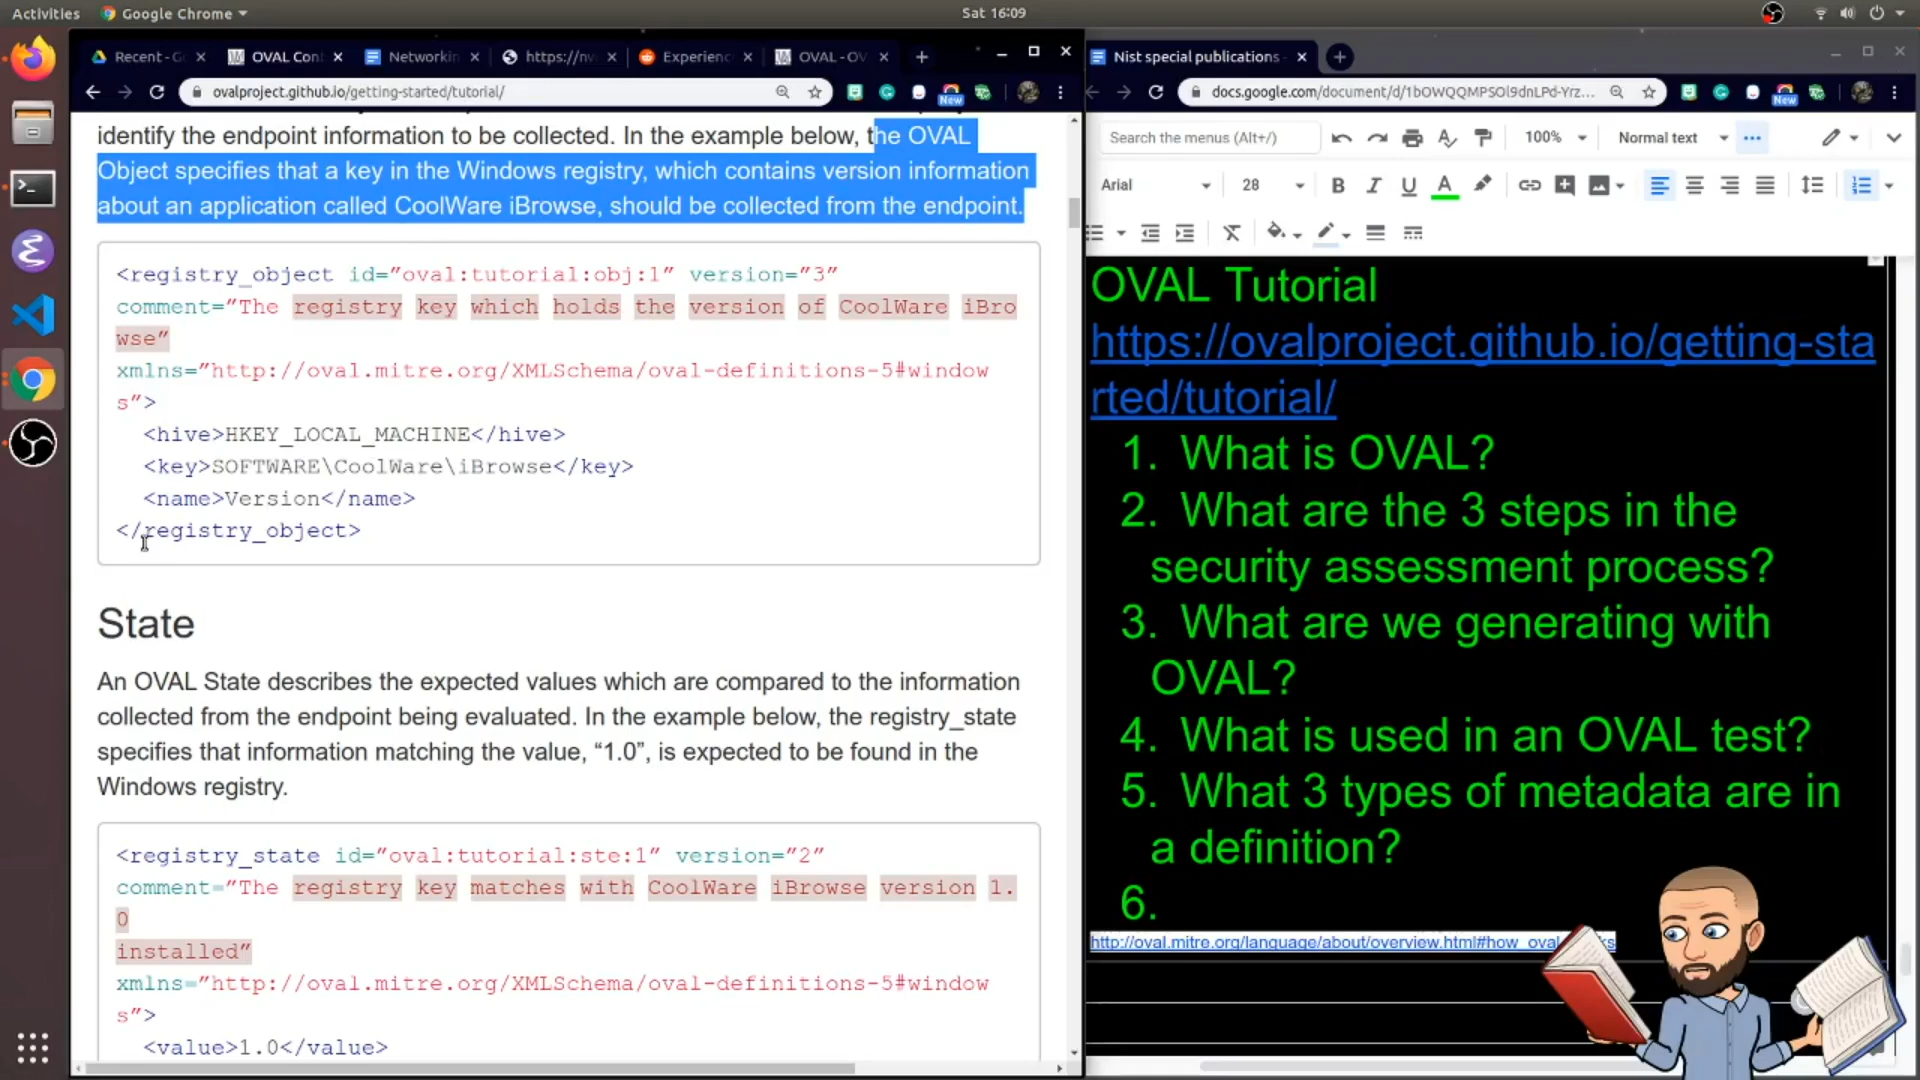 Activities
Google Chrome
Sat 16:09
Recent - G
OVAL Con
Networkin
https://nv
Experienc
OVAL - OV
ovalproject.github.io/getting-started/tutorial/
New
identify the endpoint information to be collected. In the example below, the OVAL
Object specifies that a key in the Windows registry, which contains version information
about an application called CoolWare iBrowse, should be collected from the endpoint.
<registry_object id="oval:tutorial:obj:1" version="3"
comment="The registry key which holds the version of CoolWare iBro
wse"
xmlns="http://oval.mitre.org/XMLSchema/oval-definitions-5#window
s">
<hive>HKEY_LOCAL_MACHINE</hive>
<key>SOFTWARE\CoolWare\iBrowse</key>
<name>Version</name>
</registry_object>
State
An OVAL State describes the expected values which are compared to the information
collected from the endpoint being evaluated. In the example below, the registry_state
specifies that information matching the value, “1.0”, is expected to be found in the
Windows registry.
<registry_state id="oval:tutorial:ste:1" version="2"
comment="The registry key matches with CoolWare iBrowse version 1.
0
installed"
xmlns="http://oval.mitre.org/XMLSchema/oval-definitions-5#window
s">
<value>1.0</value>
Nist special publications -
docs.google.com/document/d/1bOWQQMPSOl9dnLPd-Yrz...
New
Search the menus (Alt+/)
100%
Normal text
Arial
28
B I U A
OVAL Tutorial
https://ovalproject.github.io/getting-sta
rted/tutorial/
1. What is OVAL?
2. What are the 3 steps in the
security assessment process?
3. What are we generating with
OVAL?
4. What is used in an OVAL test?
5. What 3 types of metadata are in
a definition?
6.
http://oval.mitre.org/language/about/overview.html#how_oval